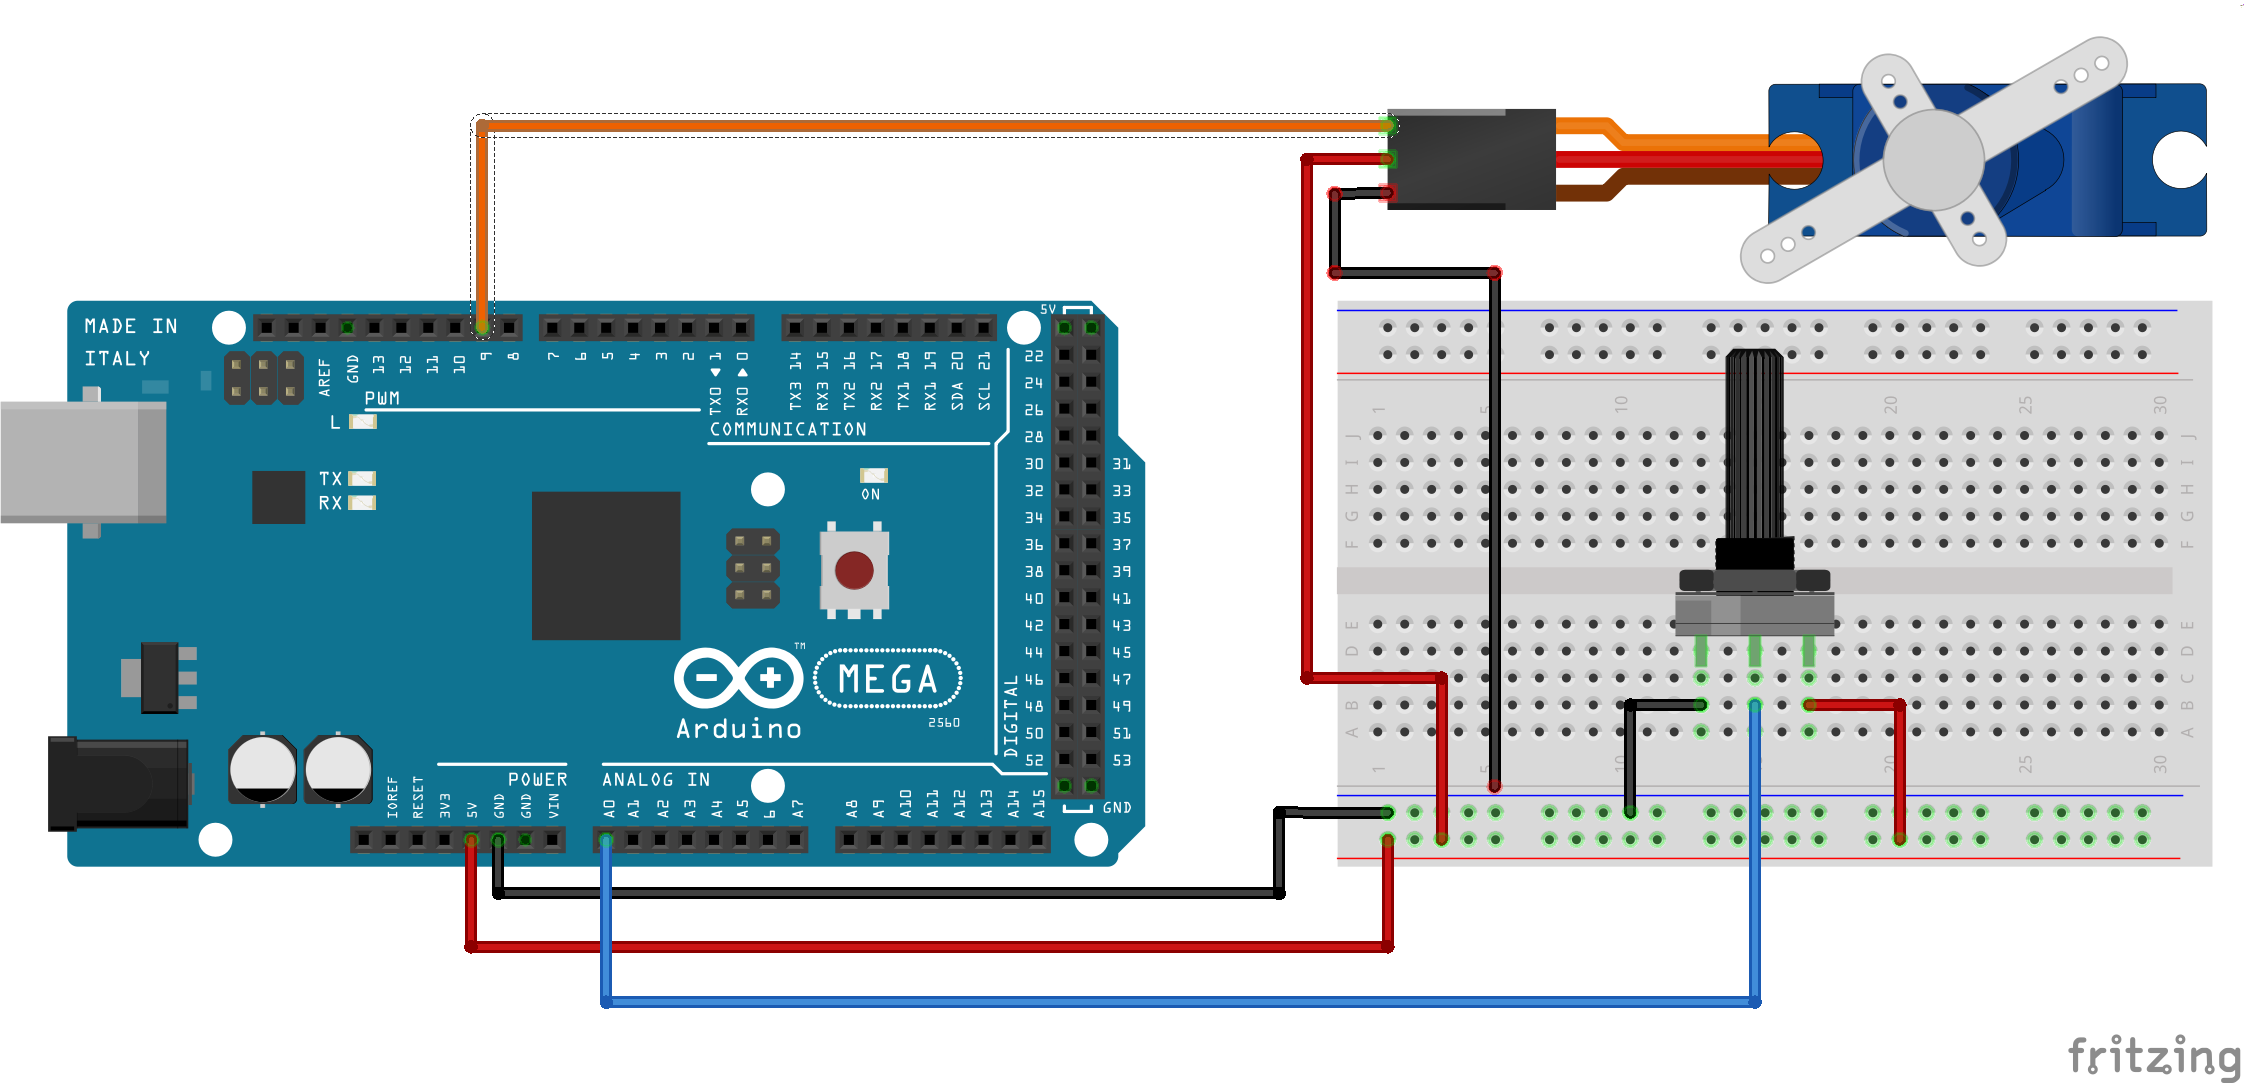 MADE IN
ITALY
AREF
GND
13
12
11
10
9
8
7
6
5
4
3
2
TX0 1
RX0 0
TX3 14
RX3 15
TX2 16
RX2 17
TX1 18
RX1 19
SDA 20
SCL 21
5V
PWM
L
COMMUNICATION
TX
RX
ON
22
24
26
28
30 31
32 33
34 35
36 37
38 39
40 41
42 43
44 45
46 47
48 49
50 51
52 53
GND
DIGITAL
TM
MEGA
2560
Arduino
POWER
ANALOG IN
IOREF
RESET
3V3
5V
GND
GND
VIN
A0
A1
A2
A3
A4
A5
6
A7
A8
A9
A10
A11
A12
A13
A14
A15
1 5 10 20 25 30
J J
I I
H H
G G
F F
E E
D D
C C
B B
A A
1 5 10 20 25 30
fritzing